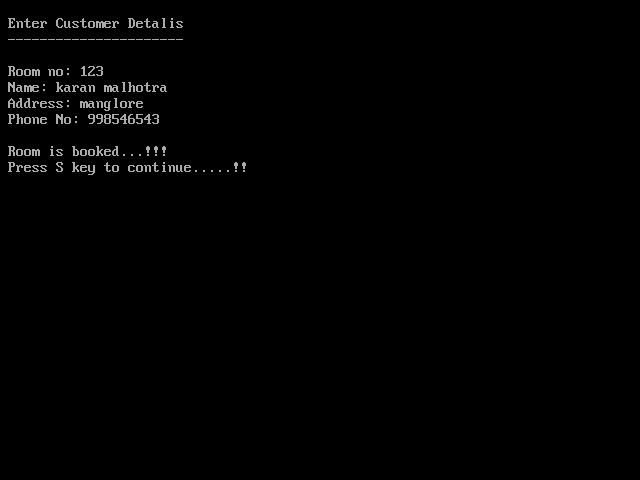 Enter Customer Detalis
----------------------
Room no: 123
Name: karan malhotra
Address: manglore
Phone No: 998546543
Room is booked...!!!
Press S key to continue.....!!